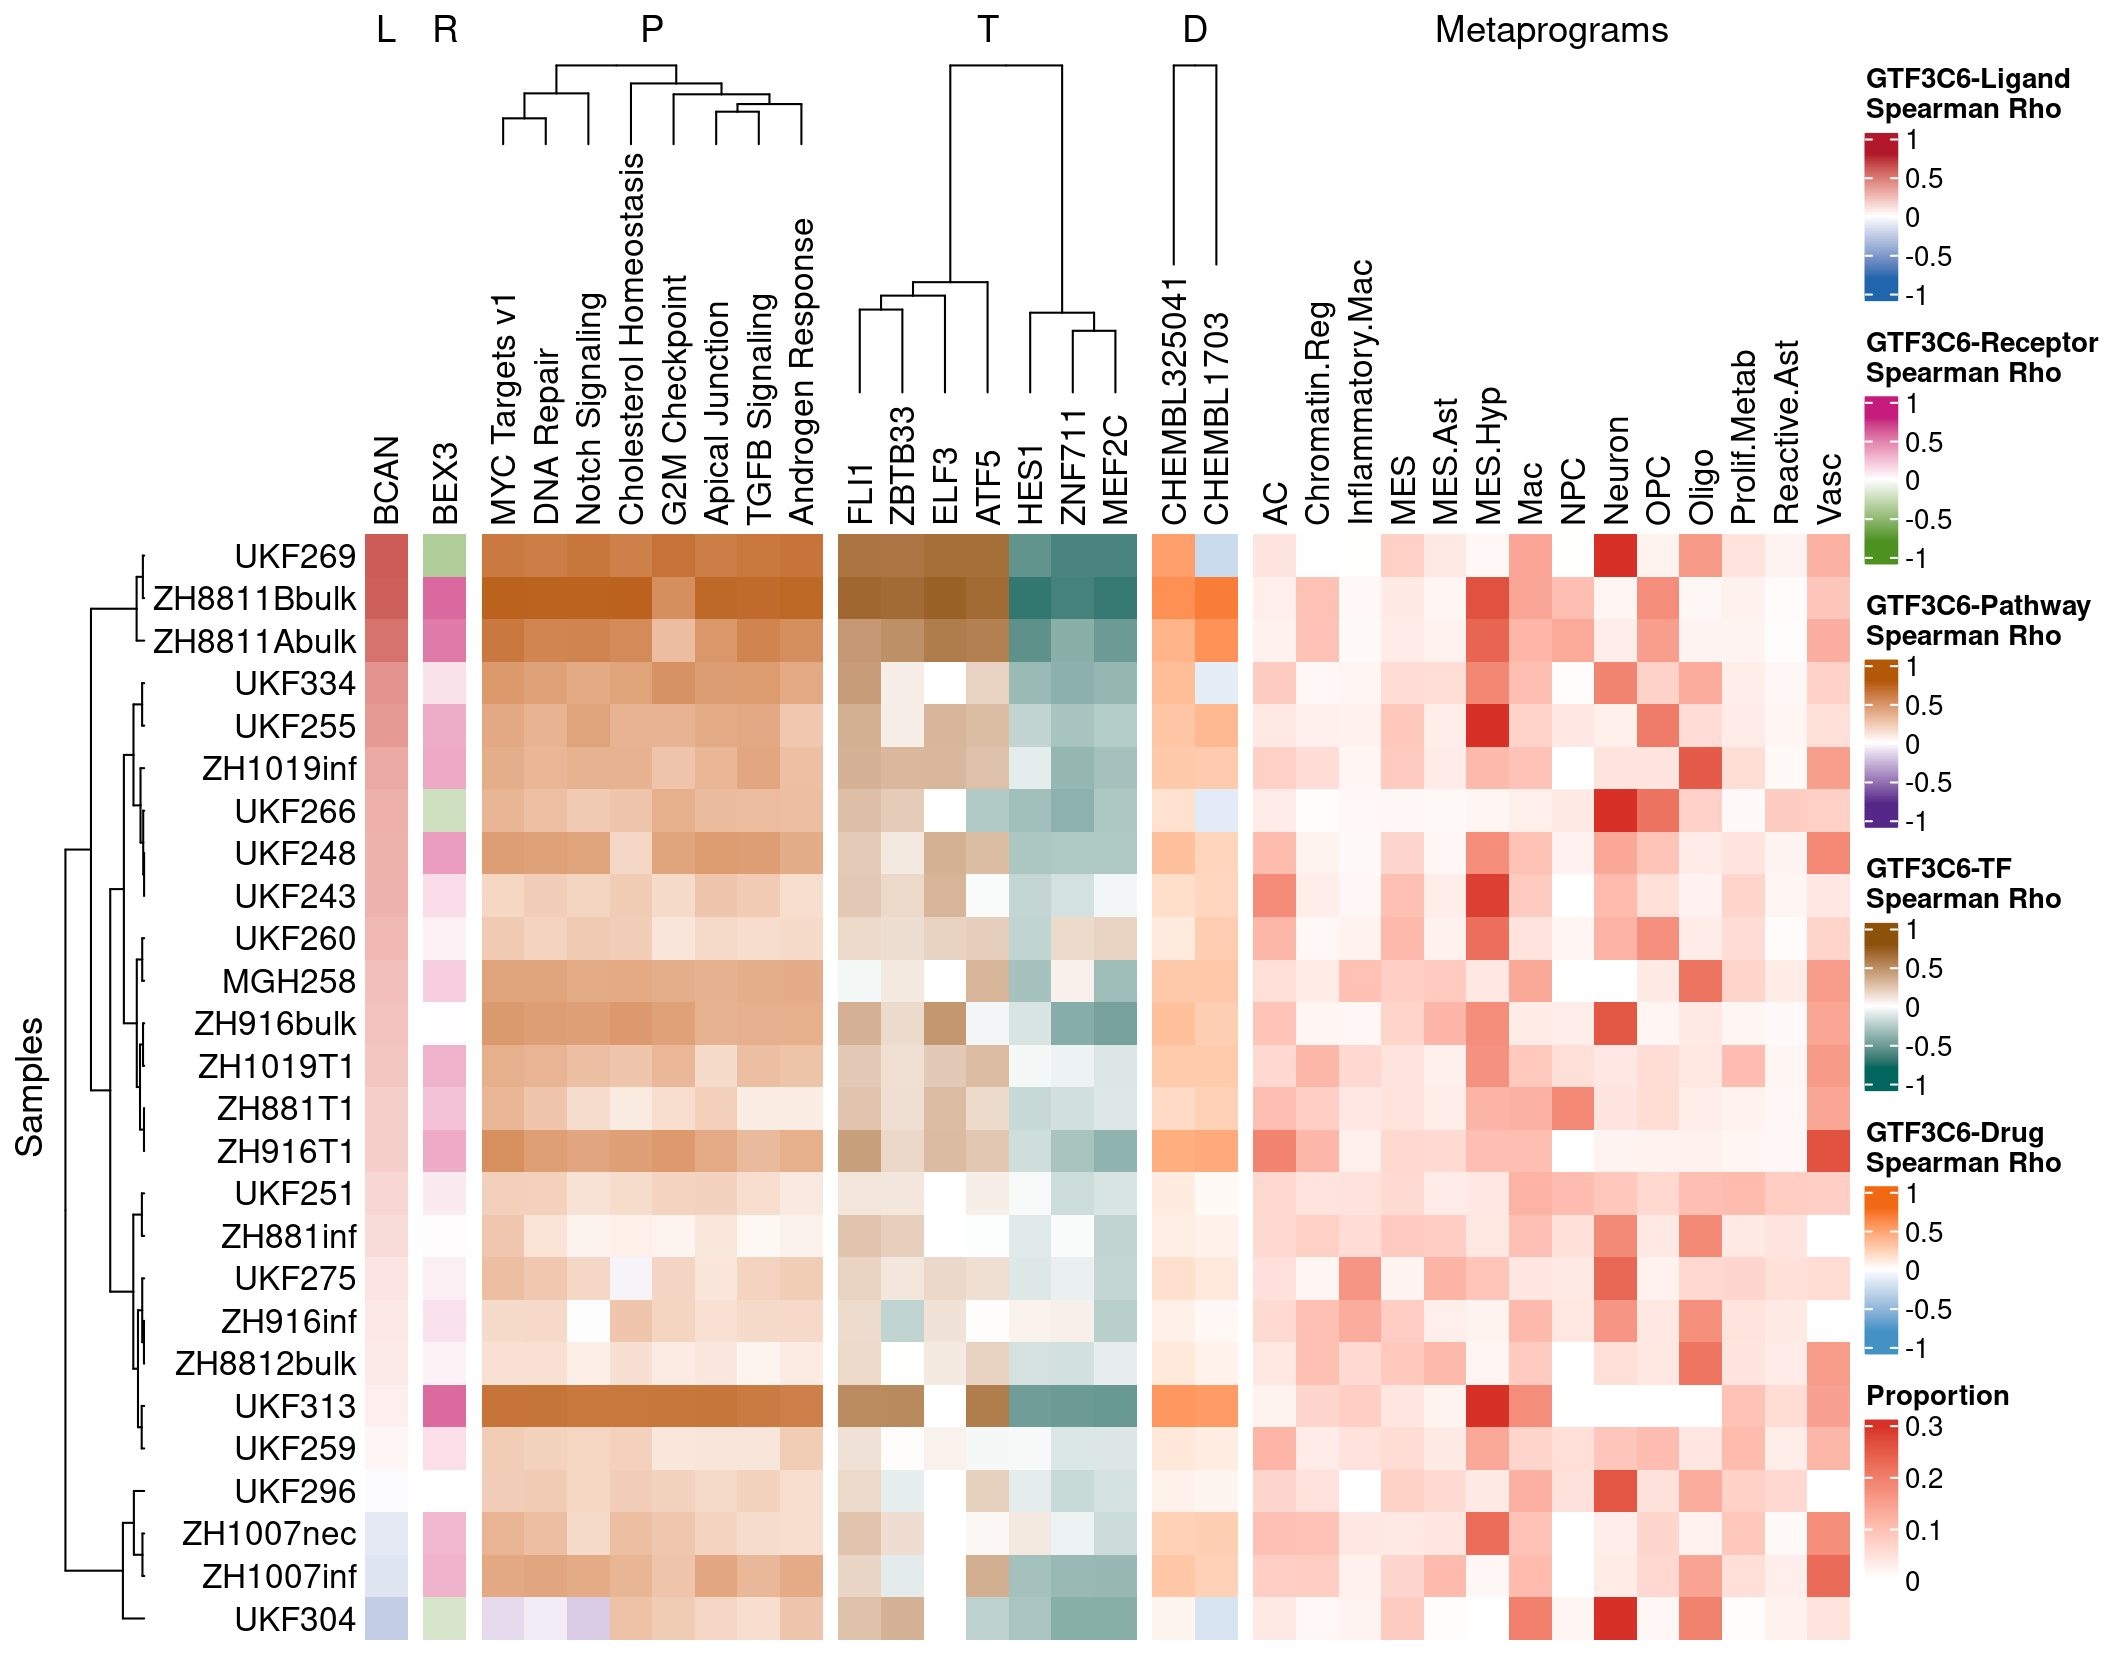 L R P T D Metaprograms
BCAN
BEX3
MYC Targets v1
DNA Repair
Notch Signaling
Cholesterol Homeostasis
G2M Checkpoint
Apical Junction
TGFB Signaling
Androgen Response
FLI1
ZBTB33
ELF3
ATF5
HES1
ZNF711
MEF2C
CHEMBL325041
CHEMBL1703
AC
Chromatin.Reg
Inflammatory.Mac
MES
MES.Ast
MES.Hyp
Mac
NPC
Neuron
OPC
Oligo
Prolif.Metab
Reactive.Ast
Vasc
Samples
UKF269
ZH8811Bbulk
ZH8811Abulk
UKF334
UKF255
ZH1019inf
UKF266
UKF248
UKF243
UKF260
MGH258
ZH916bulk
ZH1019T1
ZH881T1
ZH916T1
UKF251
ZH881inf
UKF275
ZH916inf
ZH8812bulk
UKF313
UKF259
UKF296
ZH1007nec
ZH1007inf
UKF304
GTF3C6-Ligand
Spearman Rho
1
0.5
0
-0.5
-1
GTF3C6-Receptor
Spearman Rho
1
0.5
0
-0.5
-1
GTF3C6-Pathway
Spearman Rho
1
0.5
0
-0.5
-1
GTF3C6-TF
Spearman Rho
1
0.5
0
-0.5
-1
GTF3C6-Drug
Spearman Rho
1
0.5
0
-0.5
-1
Proportion
0.3
0.2
0.1
0